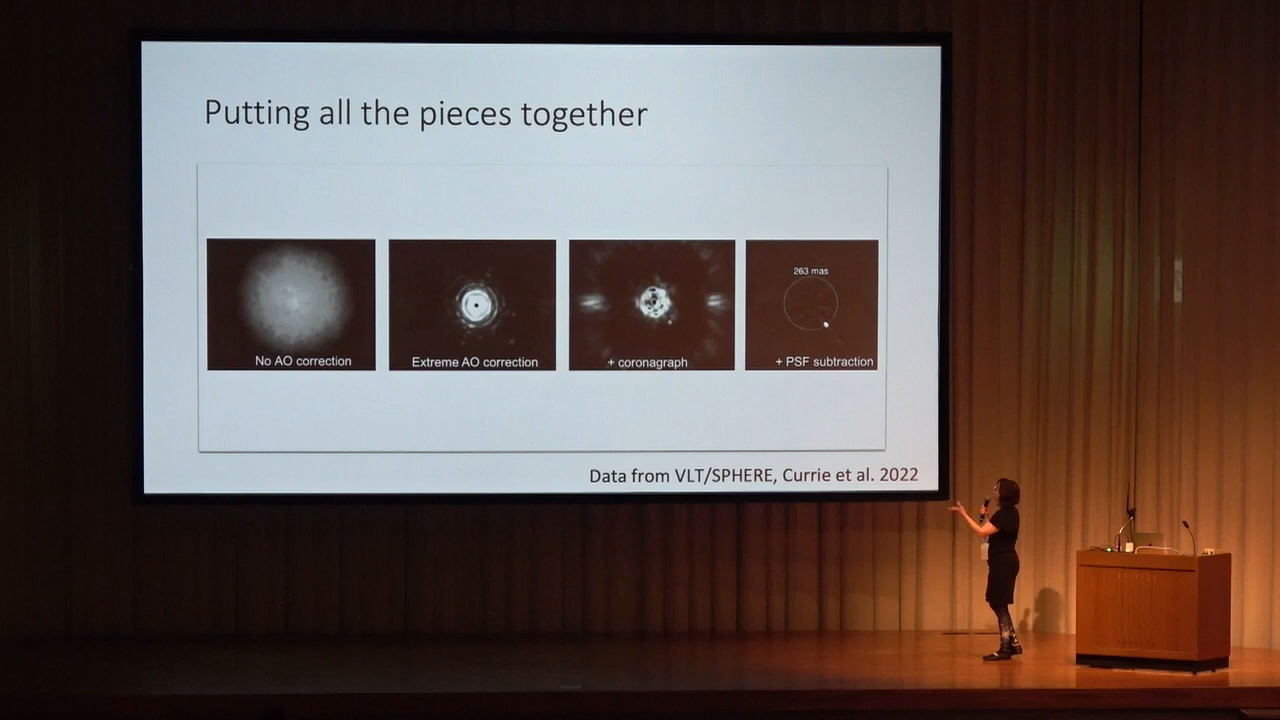 Putting all the pieces together
263 mas
No AO correction
Extreme AO correction
+ coronagraph
+ PSF subtraction
Data from VLT/SPHERE, Currie et al. 2022